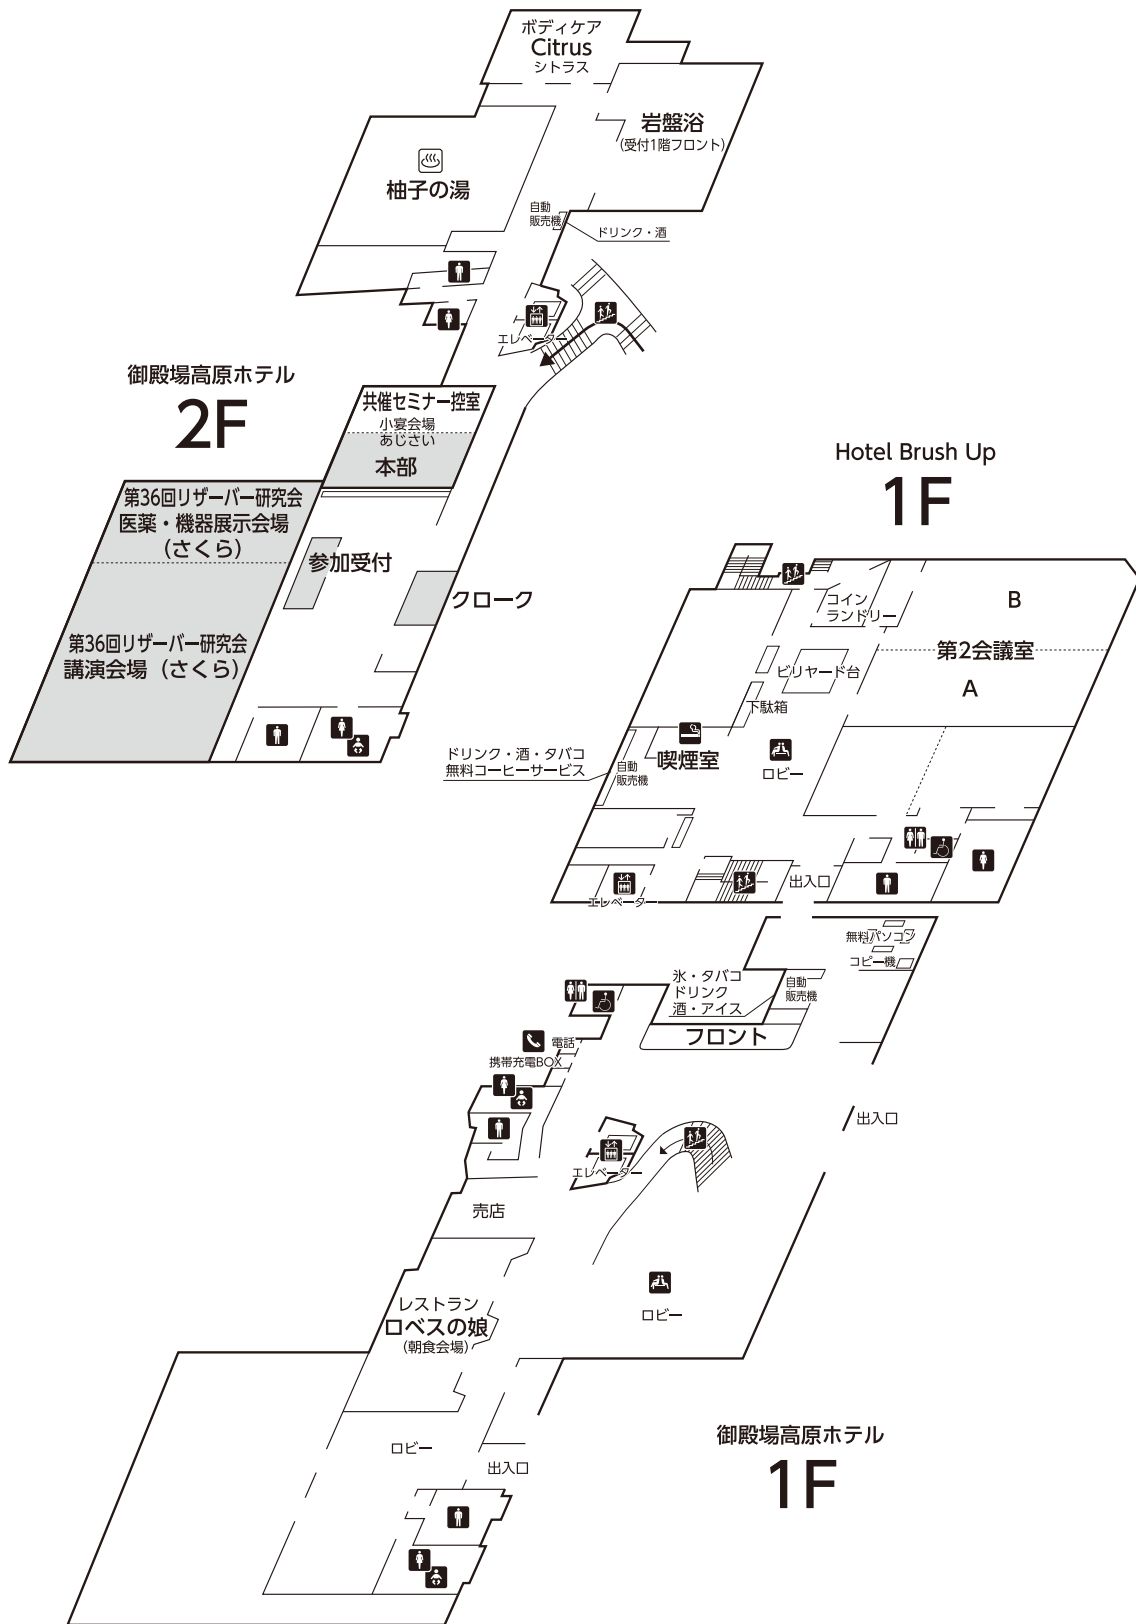 ボディケア
Citrus
シトラス
岩盤浴
(受付1階フロント)
柚子の湯
自動
販売機
ドリンク・酒
エレベーター
御殿場高原ホテル
2F
共催セミナー控室
小宴会場
あじさい
本部
第36回リザーバー研究会
医薬・機器展示会場
(さくら)
参加受付
クローク
第36回リザーバー研究会
講演会場(さくら)
Hotel Brush Up
1F
コイン
ランドリー
B
第2会議室
A
ビリヤード台
下駄箱
喫煙室
ロビー
ドリンク・酒・タバコ
無料コーヒーサービス
自動
販売機
エレベーター
出入口
無料パソコン
コピー機
氷・タバコ
ドリンク
酒・アイス
自動
販売機
フロント
電話
携帯充電BOX
出入口
エレベーター
売店
ロビー
レストラン
ロベスの娘
(朝食会場)
ロビー
出入口
御殿場高原ホテル
1F